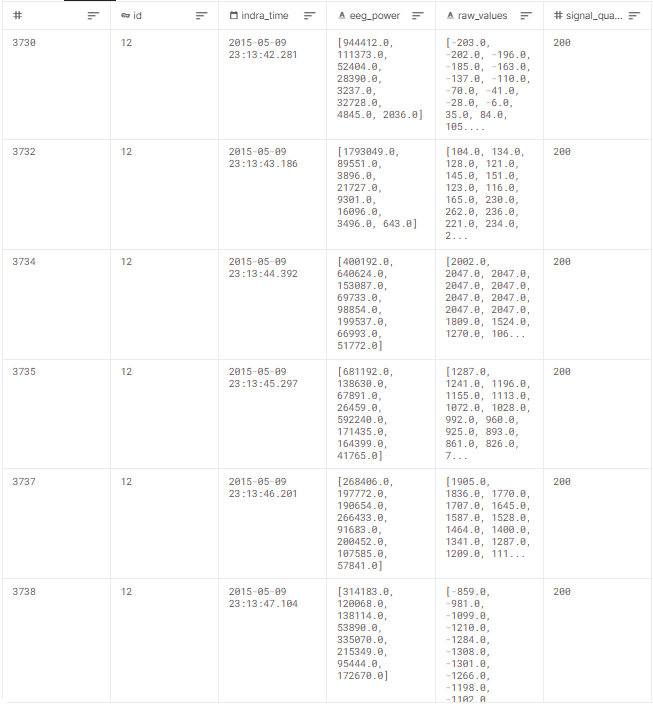 # id indra_time eeg_power raw_values signal_qua...
3730 12 2015-05-09 23:13:42.281 [944412.0, 111373.0, 52404.0, 28390.0, 3237.0, 32728.0, 4845.0, 2036.0] [-203.0, -202.0, -196.0, -185.0, -163.0, -137.0, -110.0, -70.0, -41.0, -28.0, -6.0, 35.0, 84.0, 105.... 200
3732 12 2015-05-09 23:13:43.186 [1793049.0, 89551.0, 3896.0, 21727.0, 9301.0, 16096.0, 3496.0, 643.0] [104.0, 134.0, 128.0, 121.0, 145.0, 151.0, 123.0, 116.0, 165.0, 230.0, 262.0, 236.0, 221.0, 234.0, 2... 200
3734 12 2015-05-09 23:13:44.392 [400192.0, 640624.0, 153087.0, 69733.0, 98854.0, 199537.0, 66993.0, 51772.0] [2002.0, 2047.0, 2047.0, 2047.0, 2047.0, 2047.0, 2047.0, 2047.0, 2047.0, 1809.0, 1524.0, 1270.0, 106... 200
3735 12 2015-05-09 23:13:45.297 [681192.0, 138630.0, 67891.0, 26459.0, 592240.0, 171435.0, 164399.0, 41765.0] [1287.0, 1241.0, 1196.0, 1155.0, 1113.0, 1072.0, 1028.0, 992.0, 960.0, 925.0, 893.0, 861.0, 826.0, 7... 200
3737 12 2015-05-09 23:13:46.201 [268406.0, 197772.0, 190654.0, 266433.0, 91683.0, 200452.0, 107585.0, 57841.0] [1905.0, 1836.0, 1770.0, 1707.0, 1645.0, 1587.0, 1528.0, 1464.0, 1400.0, 1341.0, 1287.0, 1209.0, 111... 200
3738 12 2015-05-09 23:13:47.104 [314183.0, 120068.0, 138114.0, 53890.0, 335070.0, 215349.0, 95444.0, 172670.0] [-859.0, -981.0, -1099.0, -1210.0, -1284.0, -1308.0, -1301.0, -1266.0, -1198.0, -1102.0 200